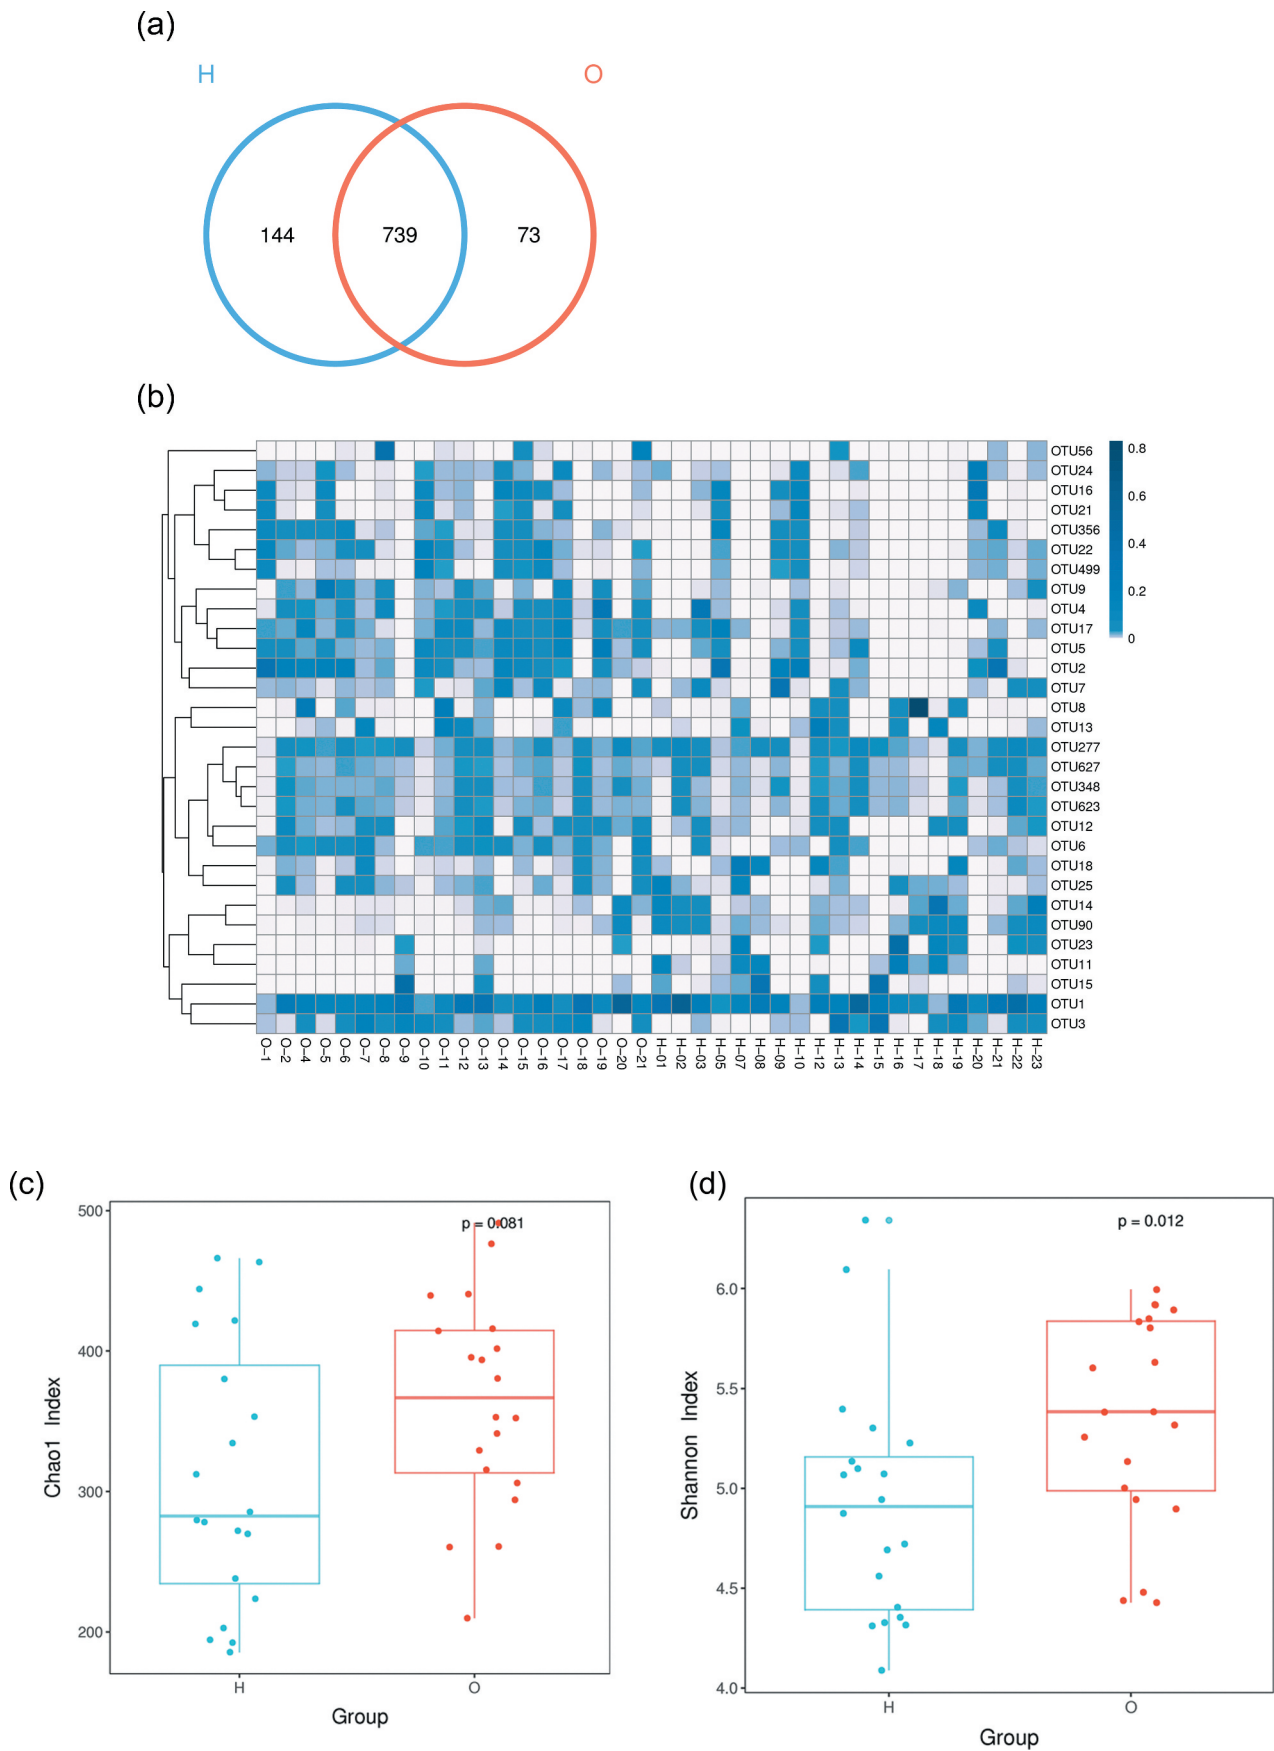 (a)
H
O
144
739
73
(b)
OTU56
OTU24
OTU16
OTU21
OTU356
OTU22
OTU499
OTU9
OTU4
OTU17
OTU5
OTU2
OTU7
OTU8
OTU13
OTU277
OTU627
OTU348
OTU623
OTU12
OTU6
OTU18
OTU25
OTU14
OTU90
OTU23
OTU11
OTU15
OTU1
OTU3
0.8
0.6
0.4
0.2
0
O-1
O-2
O-4
O-5
O-6
O-7
O-8
O-9
O-10
O-11
O-12
O-13
O-14
O-15
O-16
O-17
O-18
O-19
O-20
O-21
H-01
H-02
H-03
H-05
H-07
H-08
H-09
H-10
H-12
H-13
H-14
H-15
H-16
H-17
H-18
H-19
H-20
H-21
H-22
H-23
(c)
500
400
300
200
Chao1 Index
p = 0.081
H
O
Group
(d)
6.0
5.5
5.0
4.5
4.0
Shannon Index
p = 0.012
H
O
Group